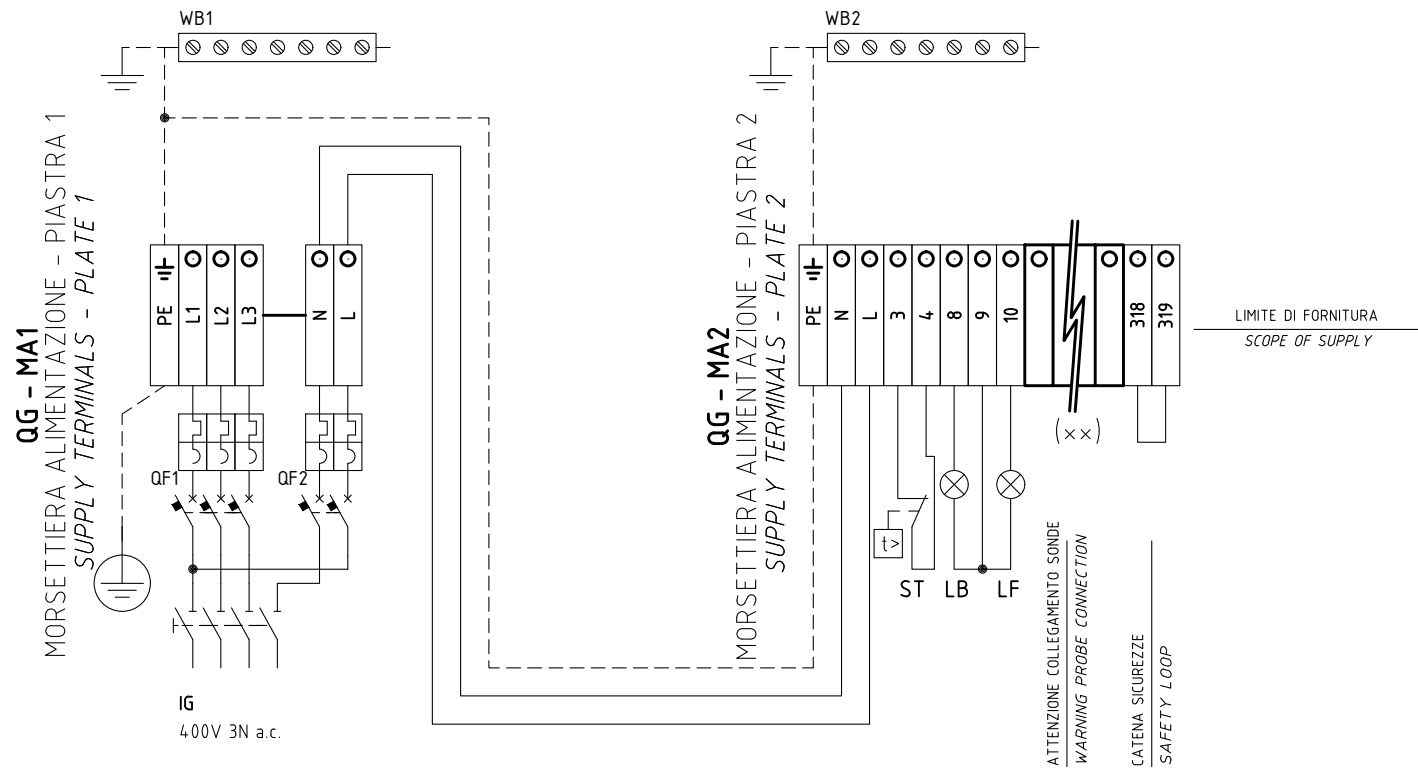 WB1
WB2
QG - MA1
MORSETTIERA ALIMENTAZIONE - PIASTRA 1
SUPPLY TERMINALS - PLATE 1
PE
L1
L2
L3
N
L
QF1
QF2
IG
400V 3N a.c.
QG - MA2
MORSETTIERA ALIMENTAZIONE - PIASTRA 2
SUPPLY TERMINALS - PLATE 2
PE
N
L
3
4
8
9
10
318
319
(xx)
t>
ST
LB
LF
LIMITE DI FORNITURA
SCOPE OF SUPPLY
ATTENZIONE COLLEGAMENTO SONDE
WARNING PROBE CONNECTION
CATENA SICUREZZE
SAFETY LOOP